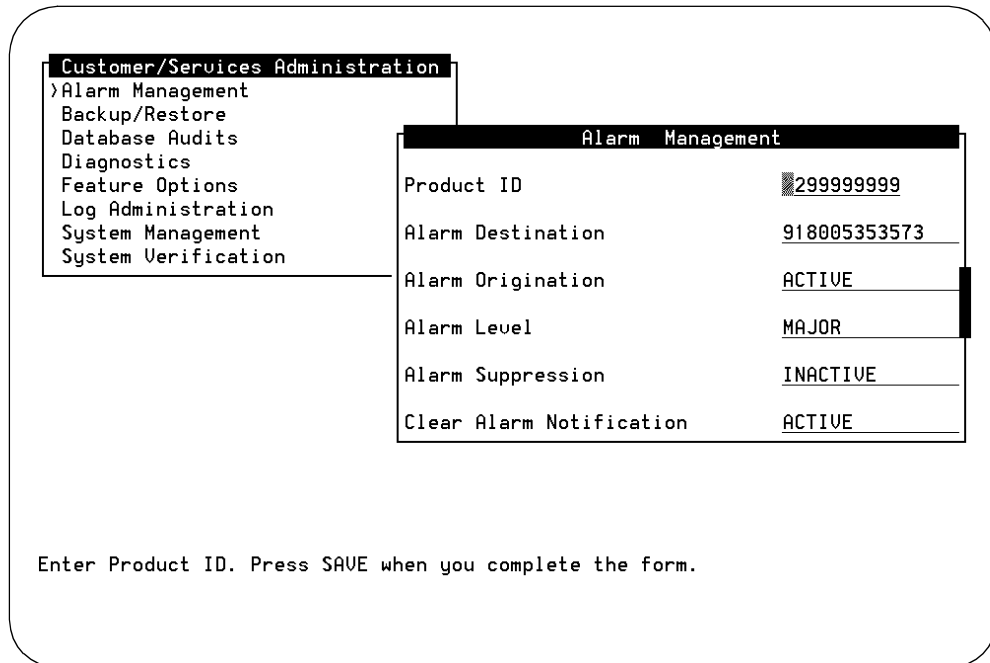 Customer/Services Administration
>Alarm Management
Backup/Restore
Database Audits
Diagnostics
Feature Options
Log Administration
System Management
System Verification
Alarm Management
Product ID 299999999
Alarm Destination 918005353573
Alarm Origination ACTIVE
Alarm Level MAJOR
Alarm Suppression INACTIVE
Clear Alarm Notification ACTIVE
Enter Product ID. Press SAVE when you complete the form.